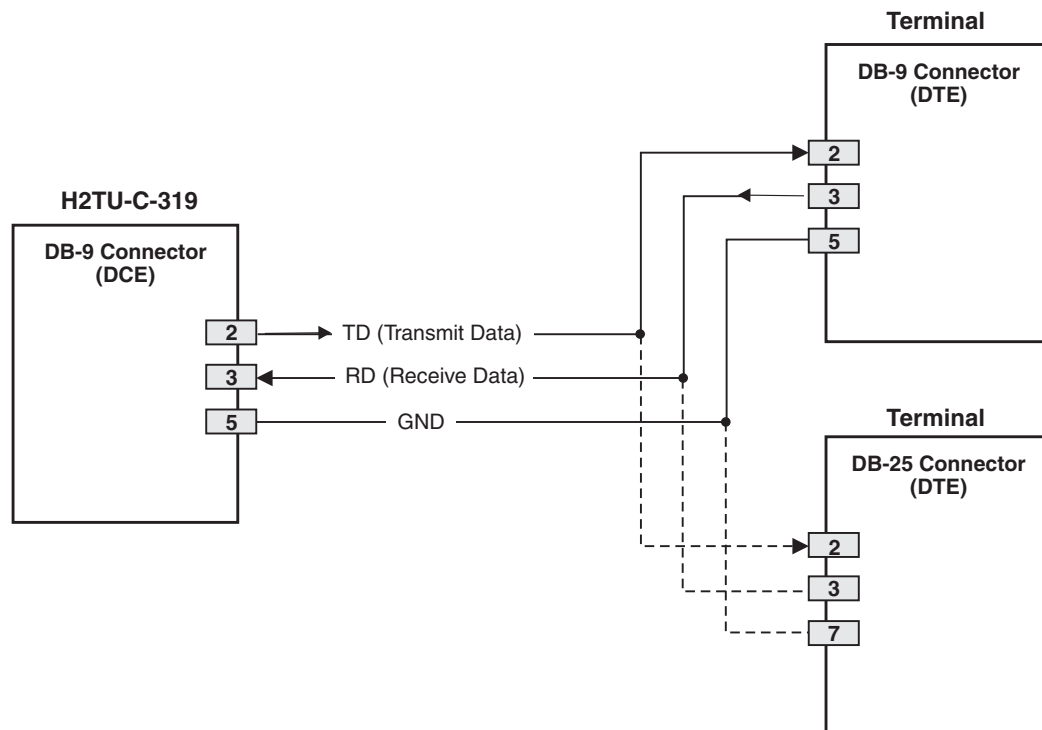 Terminal
DB-9 Connector
(DTE)
2
3
5
H2TU-C-319
DB-9 Connector
(DCE)
2
TD (Transmit Data)
3
RD (Receive Data)
5
GND
Terminal
DB-25 Connector
(DTE)
2
3
7